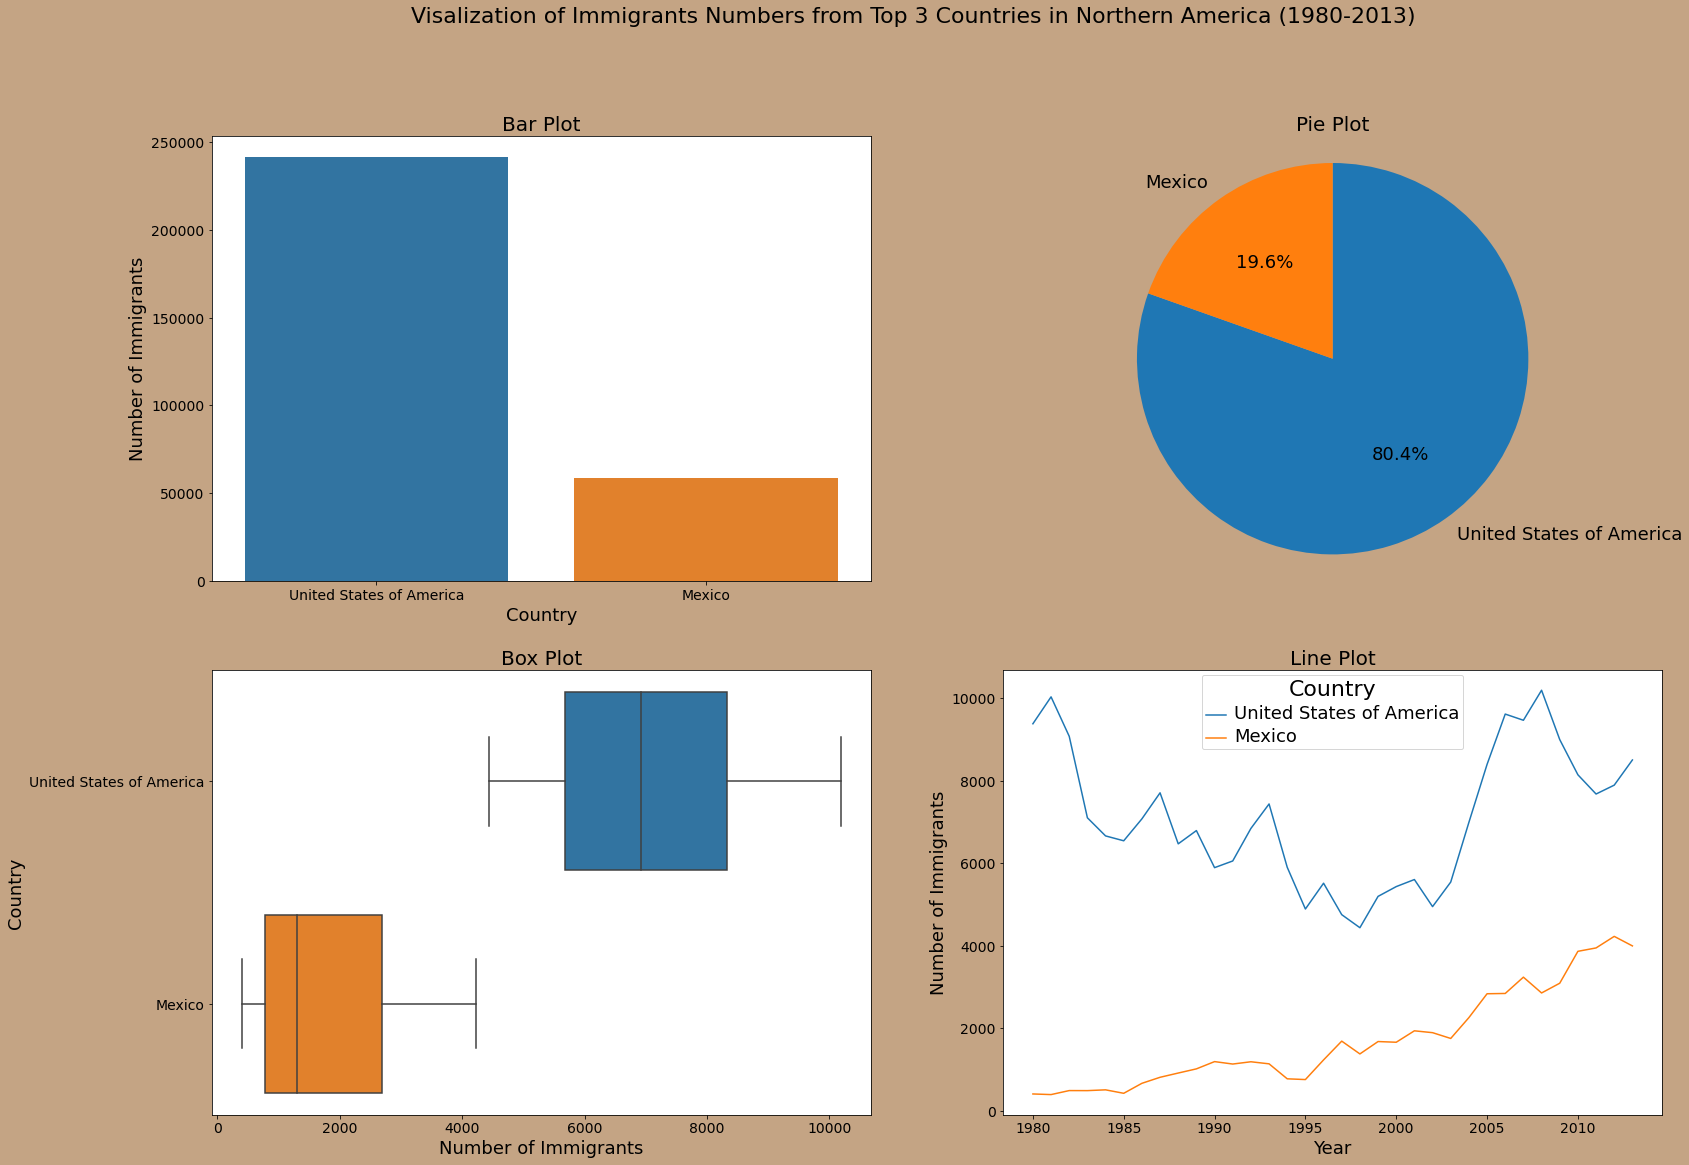 Visalization of Immigrants Numbers from Top 3 Countries in Northern America (1980-2013)
Bar Plot
250000
200000
150000
100000
50000
0
Number of Immigrants
United States of America
Mexico
Country
Pie Plot
Mexico
19.6%
80.4%
United States of America
Box Plot
United States of America
Mexico
Country
0
2000
4000
6000
8000
10000
Number of Immigrants
Line Plot
Country
United States of America
Mexico
10000
8000
6000
4000
2000
0
Number of Immigrants
1980
1985
1990
1995
2000
2005
2010
Year